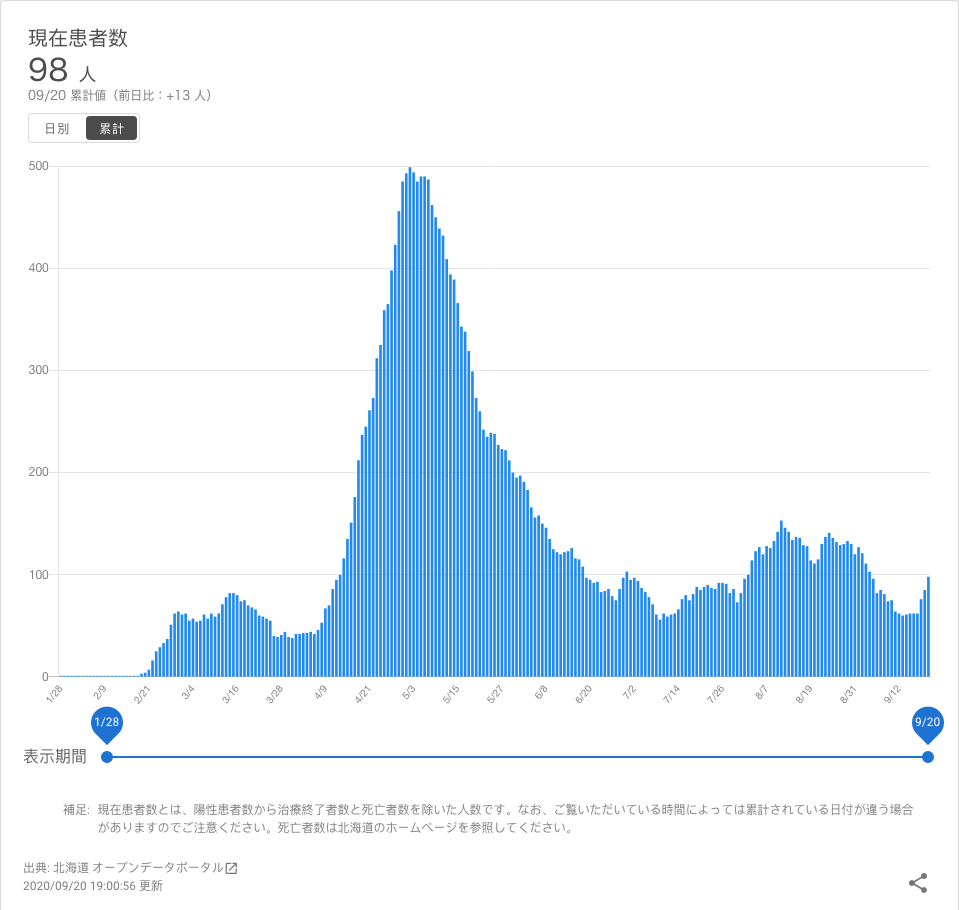 現在患者数
98 人
09/20 累計値（前日比：+13 人）
日別 累計
500
400
300
200
100
0
1/28 2/9 2/21 3/4 3/16 3/28 4/9 4/21 5/3 5/15 5/27 6/8 6/20 7/2 7/14 7/26 8/7 8/19 8/31 9/12
1/28 9/20
表示期間
補足: 現在患者数とは、陽性患者数から治療終了者数と死亡者数を除いた人数です。なお、ご覧いただいている時間によっては累計されている日付が違う場合
がありますのでご注意ください。死亡者数は北海道のホームページを参照してください。
出典: 北海道 オープンデータポータル
2020/09/20 19:00:56 更新